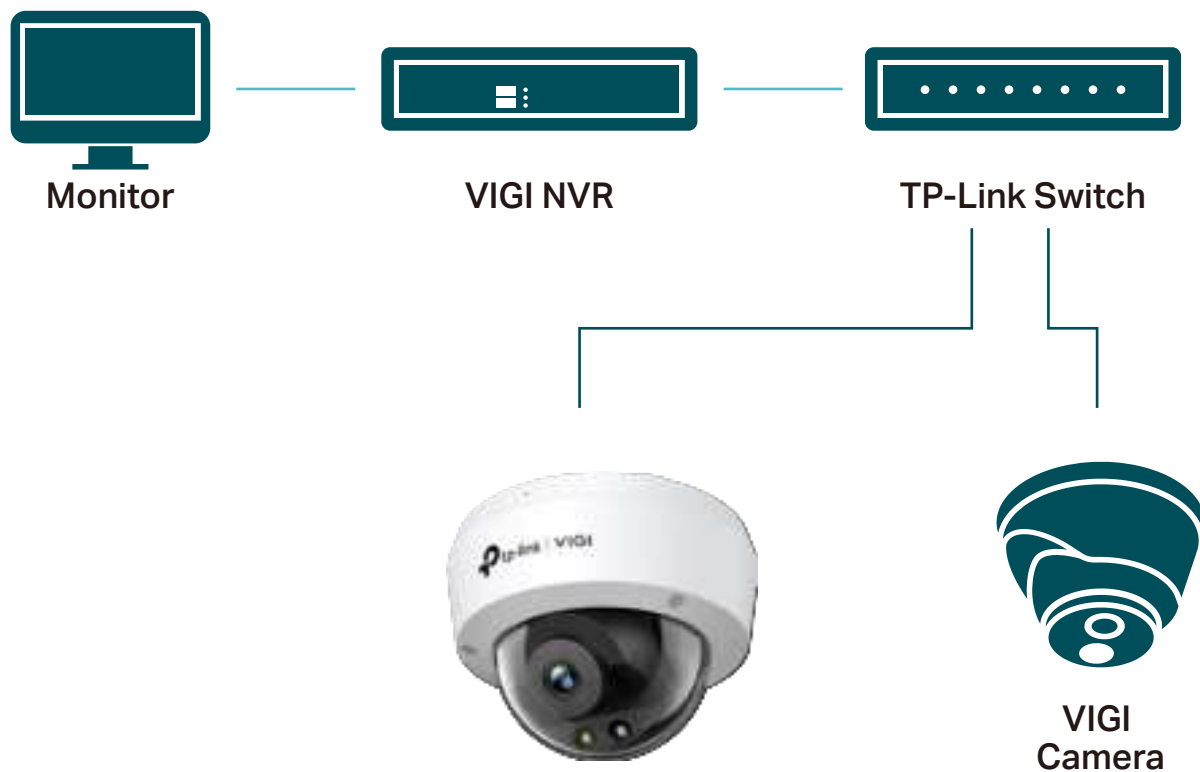 Monitor
VIGI NVR
TP-Link Switch
tp-link | VIGI
VIGI
Camera